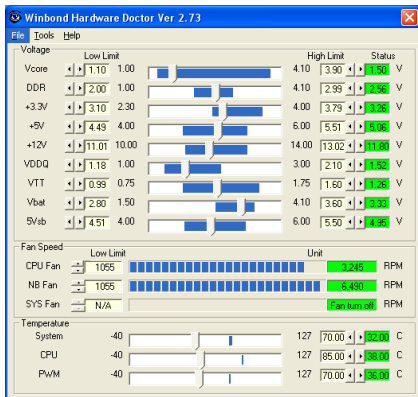 Winbond Hardware Doctor Ver 2.73
File Tools Help
Voltage Low Limit High Limit Status
Vcore 1.10 1.00 4.10 3.90 1.50 V
DDR 2.00 1.00 4.10 2.99 2.56 V
+3.3V 3.10 2.30 4.00 3.79 3.26 V
+5V 4.49 4.00 6.00 5.51 5.06 V
+12V 11.01 10.00 14.00 13.02 11.80 V
VDDQ 1.18 1.00 3.00 2.10 1.52 V
VTT 0.99 0.75 1.75 1.60 1.26 V
Vbat 2.80 1.50 4.10 3.60 3.33 V
5Vsb 4.51 4.00 6.00 5.50 4.95 V
Fan Speed Low Limit Unit
CPU Fan 1055 3,245 RPM
NB Fan 1055 6,490 RPM
SYS Fan N/A Fan turn off RPM
Temperature
System -40 127 70.00 32.00 C
CPU -40 127 85.00 38.00 C
PWM -40 127 70.00 36.00 C